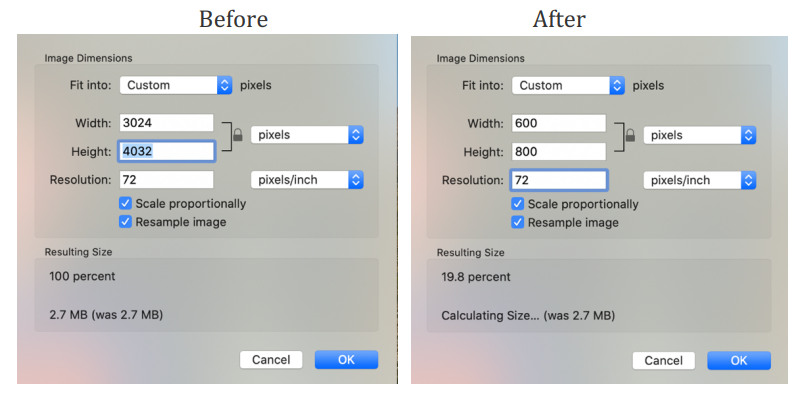 Before
Image Dimensions
Fit into: Custom pixels
Width: 3024
pixels
Height: 4032
Resolution: 72 pixels/inch
Scale proportionally
Resample image
Resulting Size
100 percent
2.7 MB (was 2.7 MB)
Cancel OK
After
Image Dimensions
Fit into: Custom pixels
Width: 600
pixels
Height: 800
Resolution: 72 pixels/inch
Scale proportionally
Resample image
Resulting Size
19.8 percent
Calculating Size... (was 2.7 MB)
Cancel OK